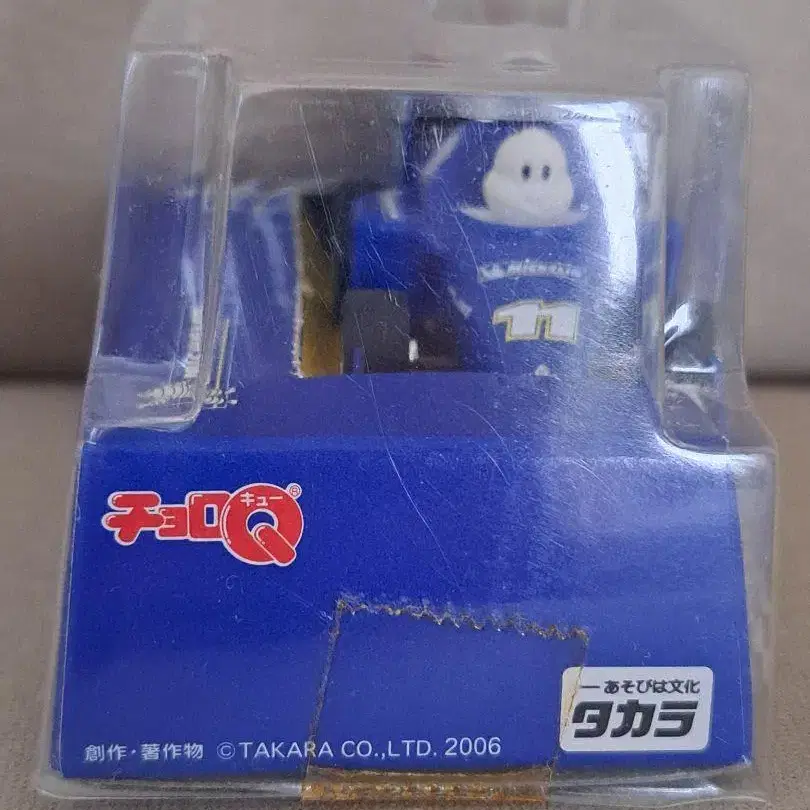 11
チョロQ®
キュー
あそびは文化
タカラ
創作・著作物 ©TAKARA CO.,LTD. 2006